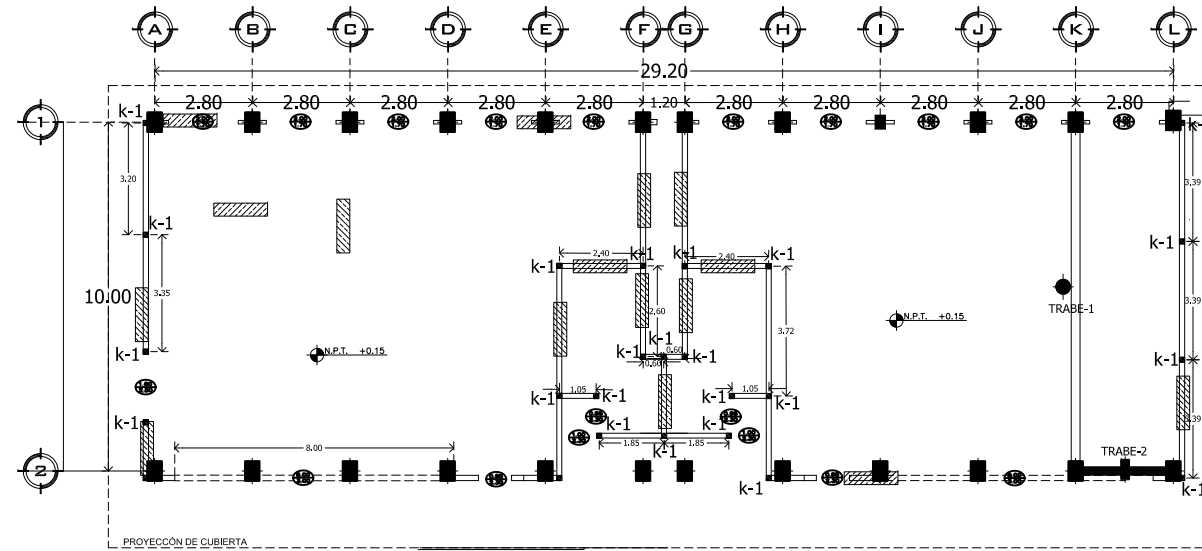 A B C D E F G H I J K L
29.20
2.80 2.80 2.80 2.80 2.80 1.20 2.80 2.80 2.80 2.80 2.80
1
k-1
3.20
3.39
k-1
k-1 k-1
k-1 2.40 2.40 k-1
3.39
10.00
3.35
2.60
3.72
TRABE-1
N.P.T. +0.15
N.P.T. +0.15
k-1
k-1
k-1 0.60 k-1
0.60
k-1
k-1 1.05 k-1
k-1 1.05 k-1
k-1
k-1 k-1
3.39
8.00
1.85 1.85
k-1
TRABE-2
2
k-1
k-1
PROYECCÓN DE CUBIERTA